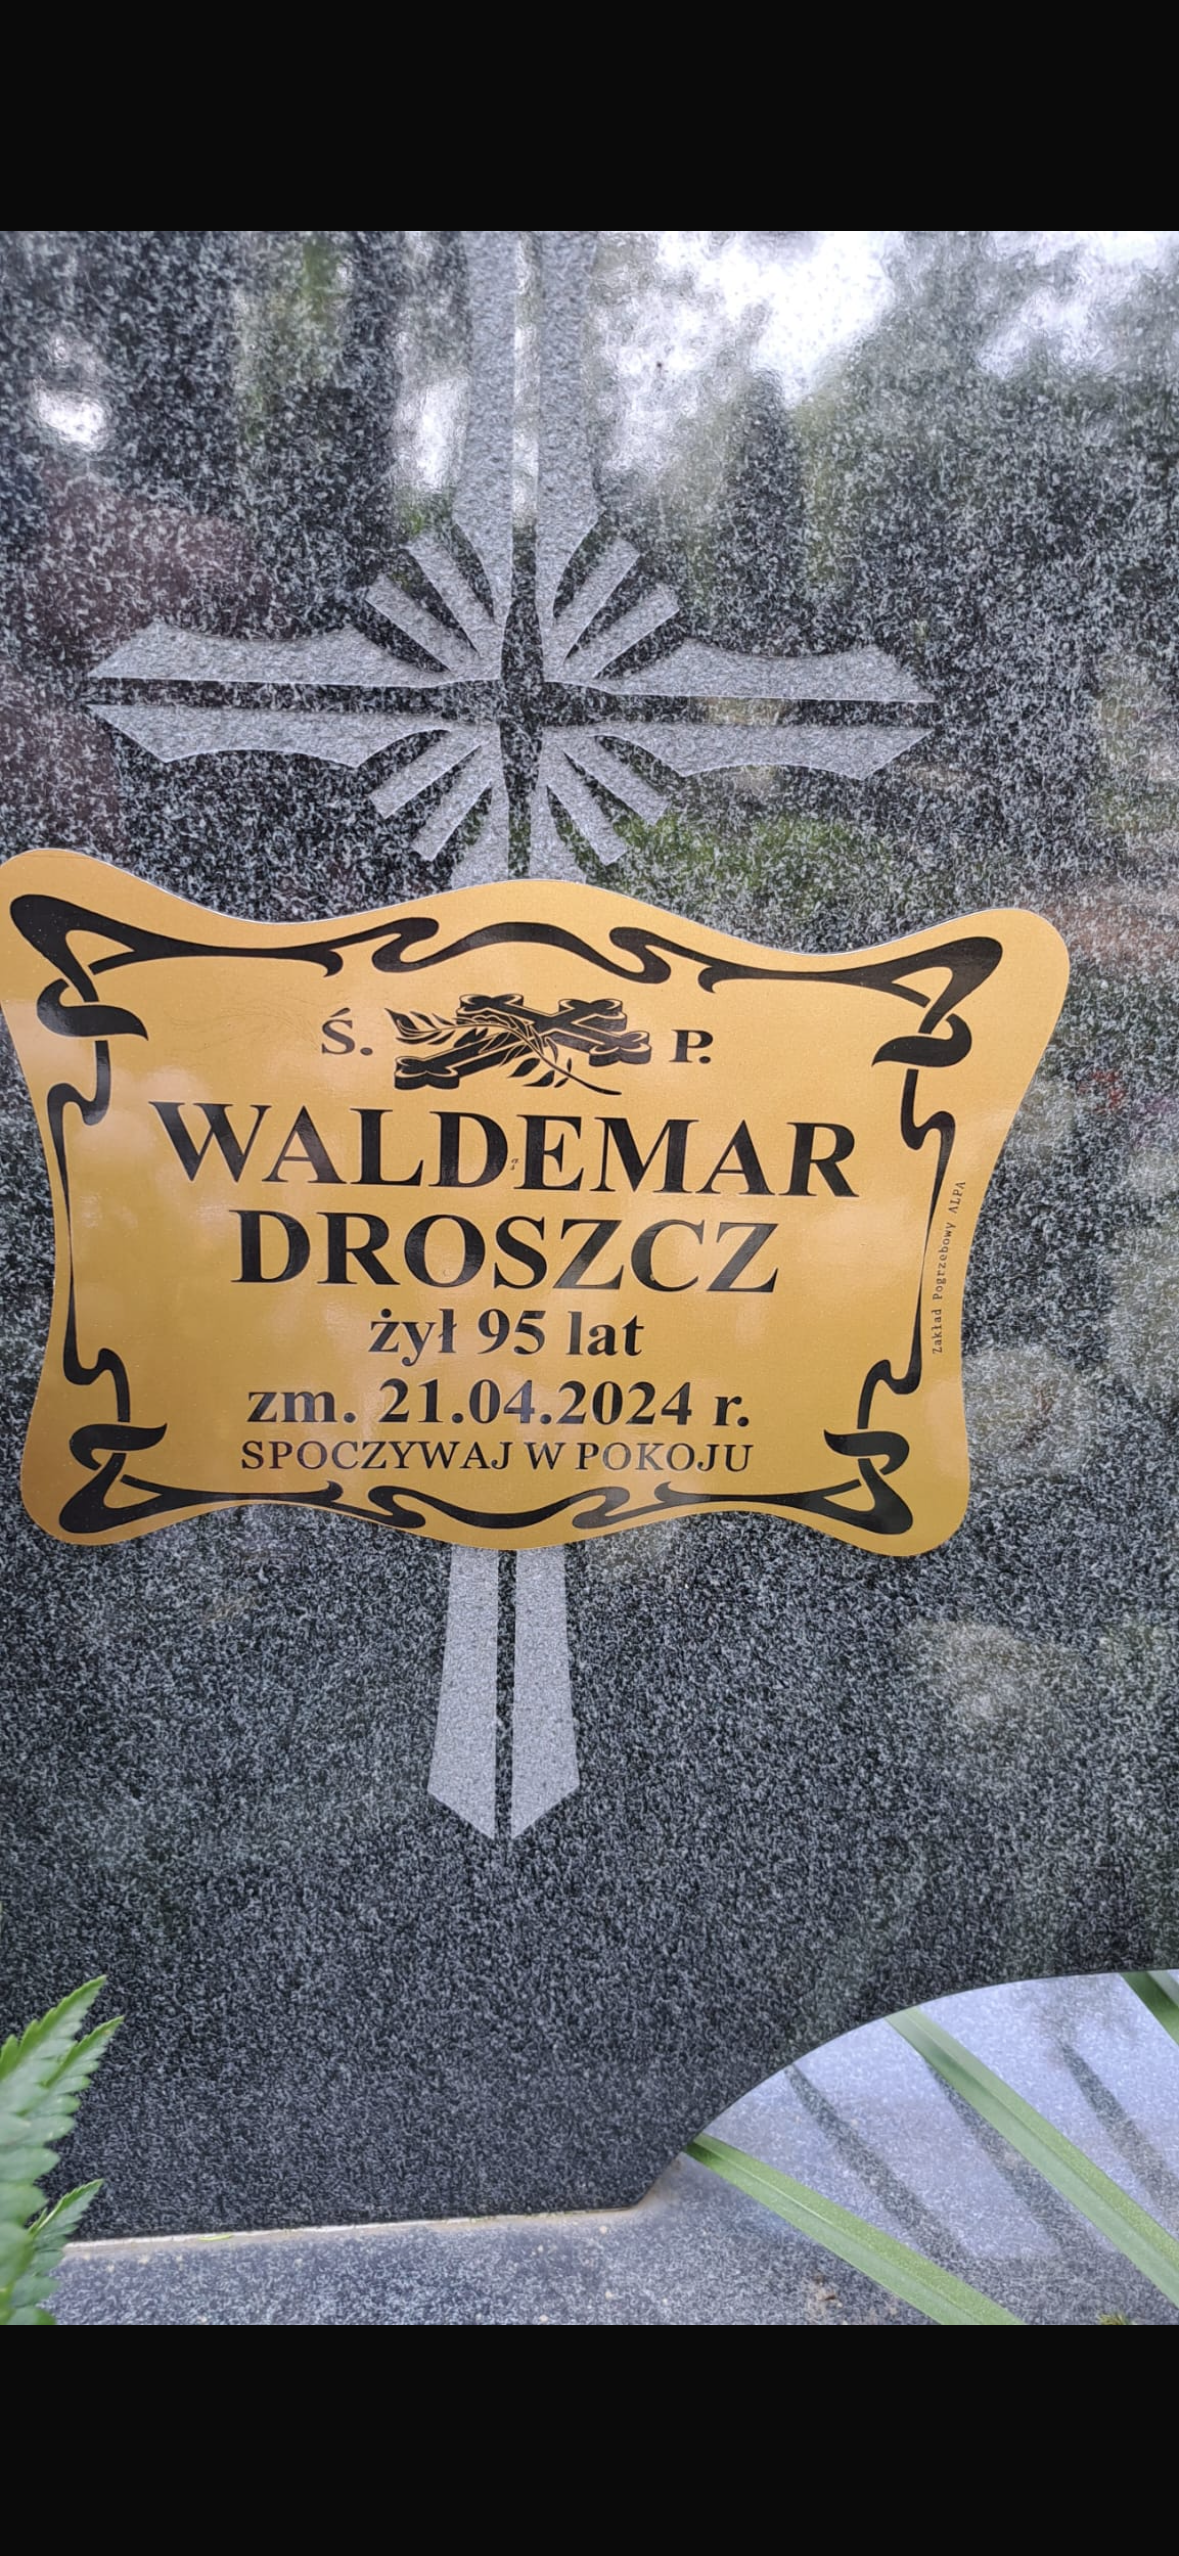 Ś. P.
WALDEMAR
DROSZCZ
żył 95 lat
zm. 21.04.2024 r.
SPOCZYWAJ W POKOJU
Zakład Pogrzebowy ALPA